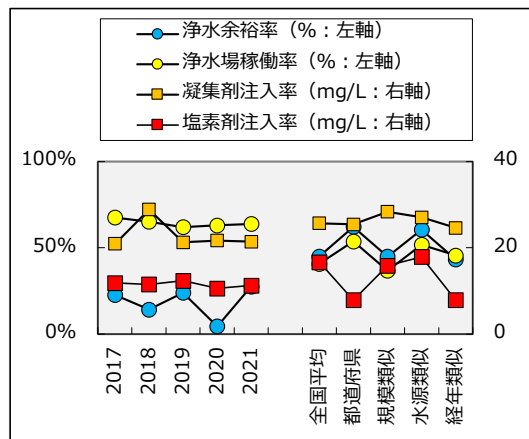 浄水余裕率（%：左軸）
浄水場稼働率（%：左軸）
凝集剤注入率（mg/L：右軸）
塩素剤注入率（mg/L：右軸）
100%
40
50%
20
0%
0
2017
2018
2019
2020
2021
全国平均
都道府県
規模類似
水源類似
経年類似